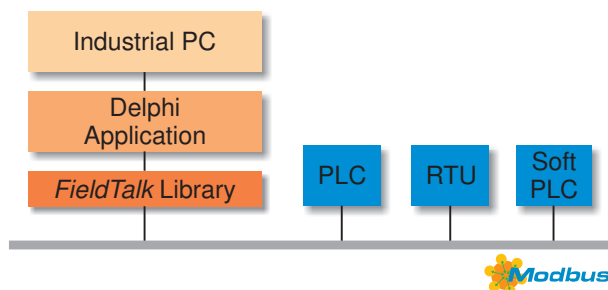 Industrial PC
Delphi
Application
FieldTalk Library
PLC
RTU
Soft
PLC
Modbus